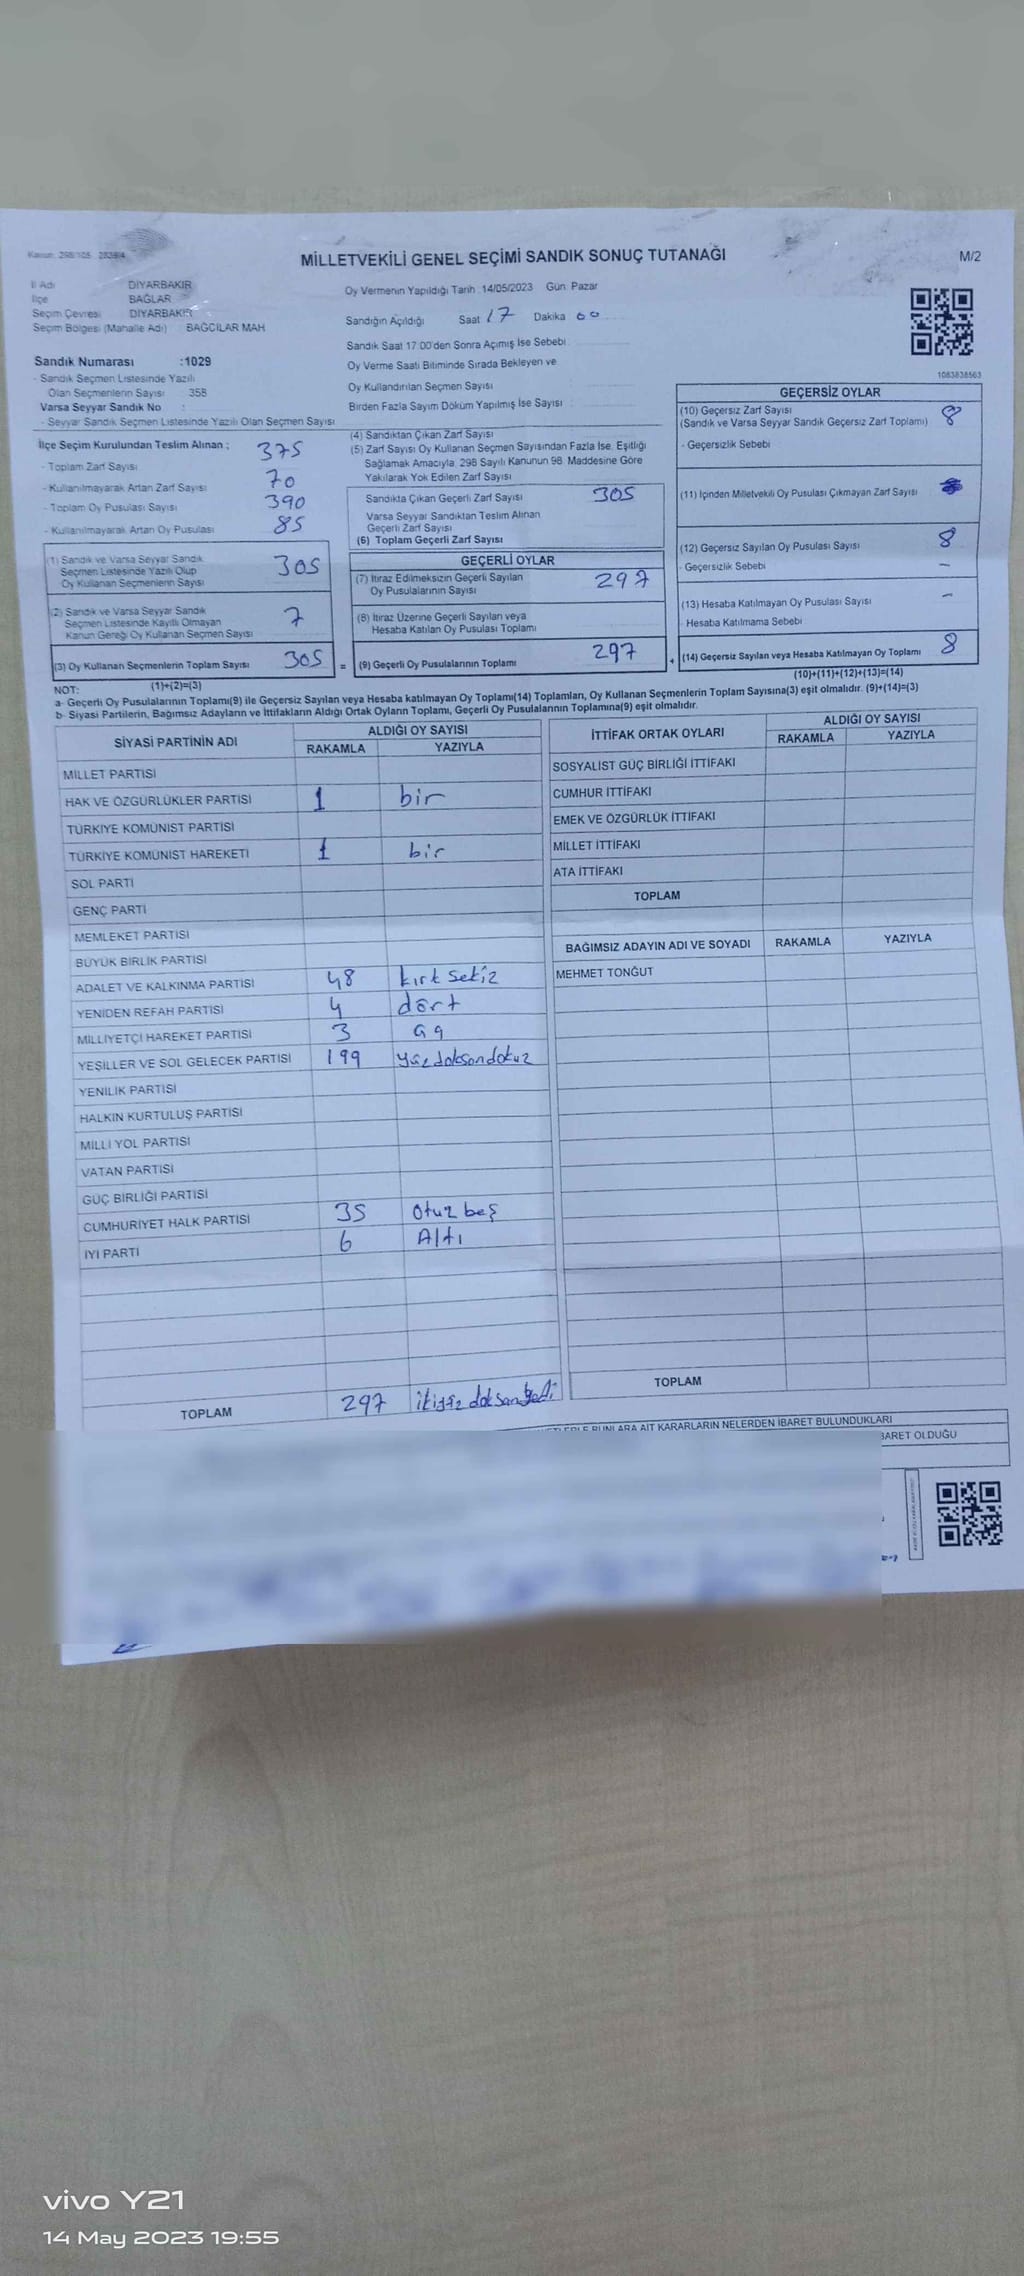 Kanun: 298/105 2839/4
MİLLETVEKİLİ GENEL SEÇİMİ SANDIK SONUÇ TUTANAĞI
M/2
İl Adı DİYARBAKIR
İlçe BAĞLAR
Seçim Çevresi DİYARBAKIR
Seçim Bölgesi (Mahalle Adı) BAĞCILAR MAH
Oy Vermenin Yapıldığı Tarih :14/05/2023 Gün: Pazar
Sandığın Açıldığı Saat 17 Dakika 00
Sandık Saat 17:00'den Sonra Açımış İse Sebebi
Oy Verme Saati Bitiminde Sırada Bekleyen ve
Oy Kullandırılan Seçmen Sayısı
Birden Fazla Sayım Döküm Yapılmış İse Sayısı
Sandık Numarası :1029
- Sandık Seçmen Listesinde Yazılı
Olan Seçmenlerin Sayısı 358
Varsa Seyyar Sandık No :
- Seyyar Sandık Seçmen Listesinde Yazılı Olan Seçmen Sayısı
1083838563
İlçe Seçim Kurulundan Teslim Alınan ;
- Toplam Zarf Sayısı 375
- Kullanılmayarak Artan Zarf Sayısı 70
- Toplam Oy Pusulası Sayısı 390
- Kullanılmayarak Artan Oy Pusulası 85
(1) Sandık ve Varsa Seyyar Sandık
Seçmen Listesinde Yazılı Olup
Oy Kullanan Seçmenlerin Sayısı 305
(2) Sandık ve Varsa Seyyar Sandık
Seçmen Listesinde Kayıtlı Olmayan
Kanun Gereği Oy Kullanan Seçmen Sayısı 7
(3) Oy Kullanan Seçmenlerin Toplam Sayısı 305 =
(1)+(2)=(3)
(4) Sandıktan Çıkan Zarf Sayısı
(5) Zarf Sayısı Oy Kullanan Seçmen Sayısından Fazla İse, Eşitliği
Sağlamak Amacıyla 298 Sayılı Kanunun 98. Maddesine Göre
Yakılarak Yok Edilen Zarf Sayısı
Sandıkta Çıkan Geçerli Zarf Sayısı 305
Varsa Seyyar Sandıktan Teslim Alınan
Geçerli Zarf Sayısı
(6) Toplam Geçerli Zarf Sayısı
GEÇERLİ OYLAR
(7) İtiraz Edilmeksizin Geçerli Sayılan
Oy Pusulalarının Sayısı 297
(8) İtiraz Üzerine Geçerli Sayılan veya
Hesaba Katılan Oy Pusulası Toplamı
(9) Geçerli Oy Pusulalarının Toplamı 297 +
GEÇERSİZ OYLAR
(10) Geçersiz Zarf Sayısı 8
(Sandık ve Varsa Seyyar Sandık Geçersiz Zarf Toplamı)
- Geçersizlik Sebebi
(11) İçinden Milletvekili Oy Pusulası Çıkmayan Zarf Sayısı
(12) Geçersiz Sayılan Oy Pusulası Sayısı 8
- Geçersizlik Sebebi –
(13) Hesaba Katılmayan Oy Pusulası Sayısı –
Hesaba Katılmama Sebebi
(14) Geçersiz Sayılan veya Hesaba Katılmayan Oy Toplamı 8
(10)+(11)+(12)+(13)=(14)
NOT:
a- Geçerli Oy Pusulalarının Toplamı(9) ile Geçersiz Sayılan veya Hesaba katılmayan Oy Toplamı(14) Toplamları, Oy Kullanan Seçmenlerin Toplam Sayısına(3) eşit olmalıdır. (9)+(14)=(3)
b- Siyasi Partilerin, Bağımsız Adayların ve İttifakların Aldığı Ortak Oyların Toplamı, Geçerli Oy Pusulalarının Toplamına(9) eşit olmalıdır.
SİYASİ PARTİNİN ADI ALDIĞI OY SAYISI
RAKAMLA YAZIYLA
MİLLET PARTİSİ
HAK VE ÖZGÜRLÜKLER PARTİSİ 1 bir
TÜRKİYE KOMÜNİST PARTİSİ
TÜRKİYE KOMÜNİST HAREKETİ 1 bir
SOL PARTİ
GENÇ PARTİ
MEMLEKET PARTİSİ
BÜYÜK BİRLİK PARTİSİ
ADALET VE KALKINMA PARTİSİ 48 kırk sekiz
YENİDEN REFAH PARTİSİ 4 dört
MİLLİYETÇİ HAREKET PARTİSİ 3
YEŞİLLER VE SOL GELECEK PARTİSİ 199 yüzdoksandokuz
YENİLİK PARTİSİ
HALKIN KURTULUŞ PARTİSİ
MİLLİ YOL PARTİSİ
VATAN PARTİSİ
GÜÇ BİRLİĞİ PARTİSİ
CUMHURİYET HALK PARTİSİ 35 Otuz beş
İYİ PARTİ 6 Altı
TOPLAM 297 ikiyüz doksanyedi
İTTİFAK ORTAK OYLARI ALDIĞI OY SAYISI
RAKAMLA YAZIYLA
SOSYALİST GÜÇ BİRLİĞİ İTTİFAKI
CUMHUR İTTİFAKI
EMEK VE ÖZGÜRLÜK İTTİFAKI
MİLLET İTTİFAKI
ATA İTTİFAKI
TOPLAM
BAĞIMSIZ ADAYIN ADI VE SOYADI RAKAMLA YAZIYLA
MEHMET TONĞUT
TOPLAM
BUNLARA AİT KARARLARIN NELERDEN İBARET BULUNDUKLARI
BARET OLDUĞU
vivo Y21
14 May 2023 19:55